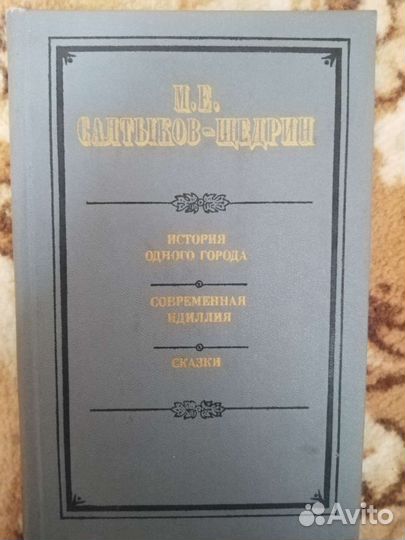 М.Е.
САЛТЫКОВ-ЩЕДРИН
ИСТОРИЯ
ОДНОГО ГОРОДА
СОВРЕМЕННАЯ
ИДИЛЛИЯ
СКАЗКИ
Avito